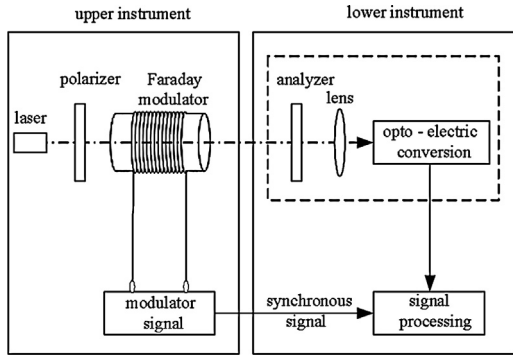 upper instrument
lower instrument
polarizer
Faraday
modulator
laser
analyzer
lens
opto - electric
conversion
modulator
signal
synchronous
signal
signal
processing